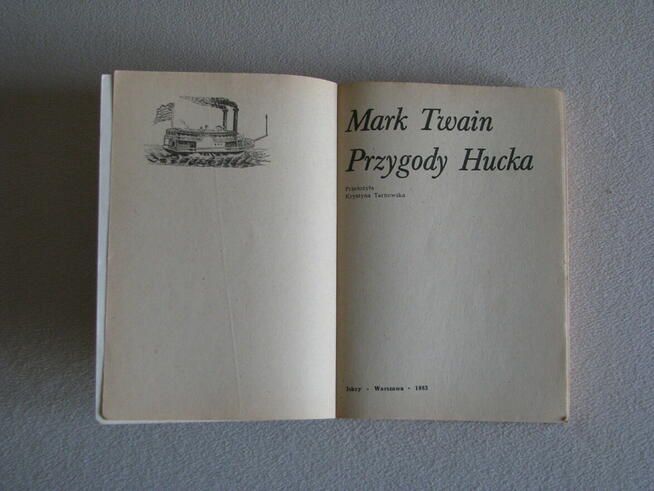 Mark Twain
Przygody Hucka
Przełożyła
Krystyna Tarnowska
Iskry - Warszawa - 1983